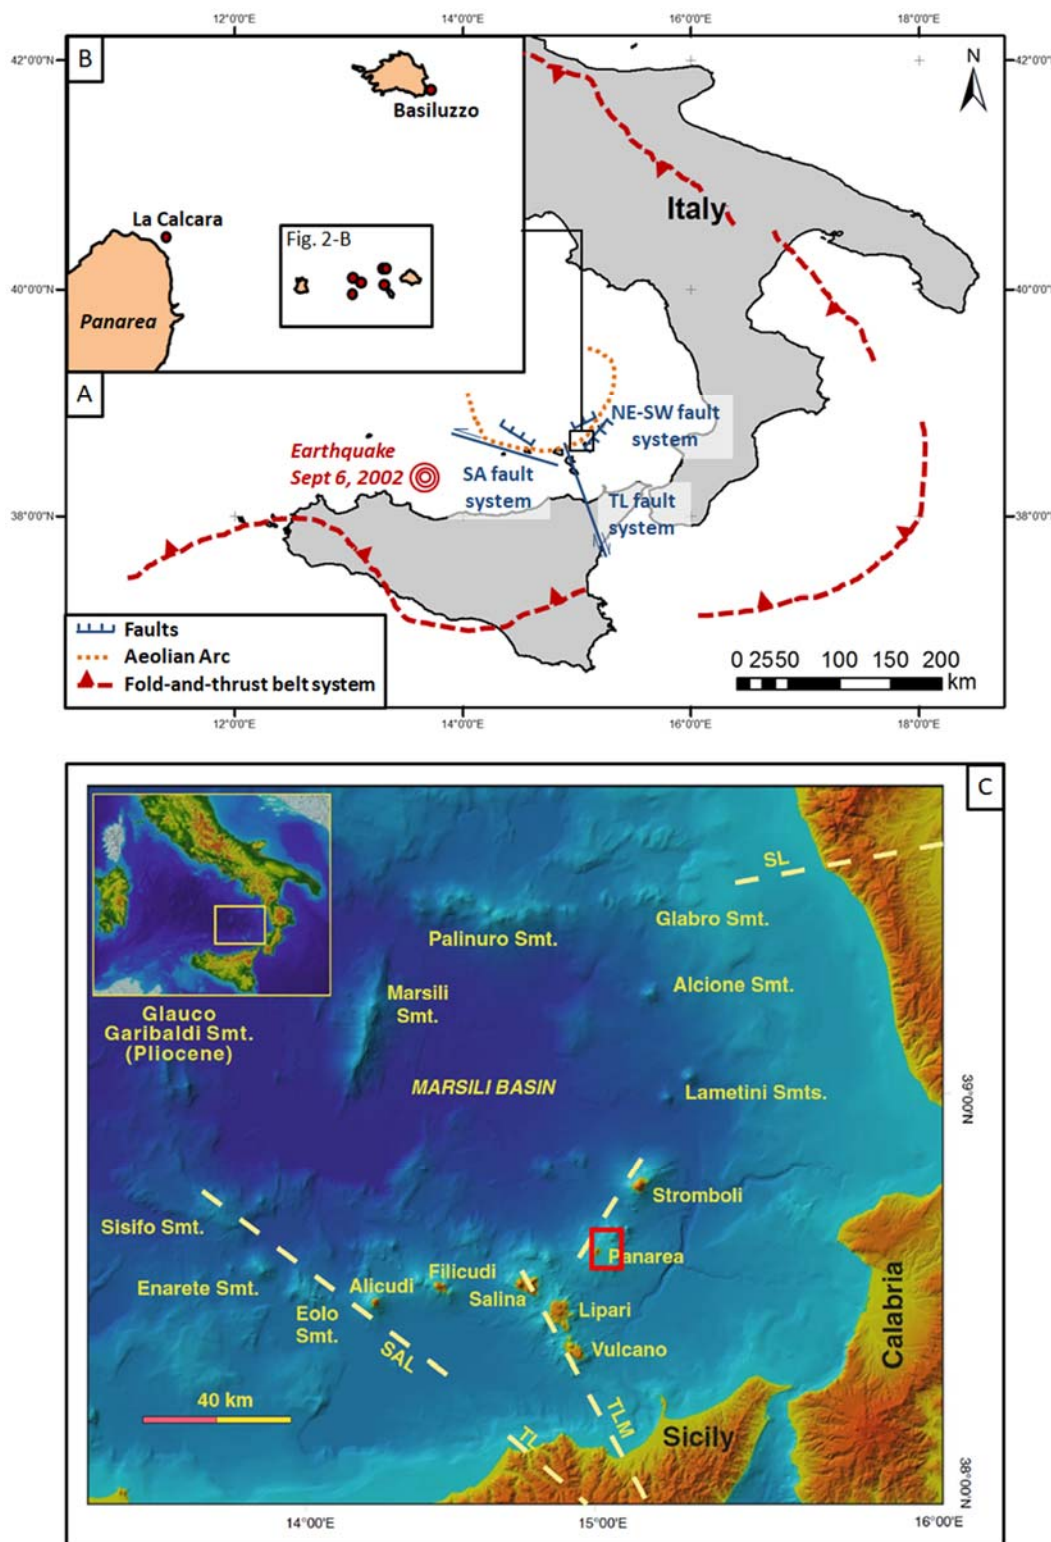 12°0'0"E 14°0'0"E 16°0'0"E 18°0'0"E
42°0'0"N
42°0'0"N
B
N
Basiluzzo
La Calcara
Fig. 2-B
Panarea
Italy
40°0'0"N
40°0'0"N
A
NE-SW fault
system
Earthquake
Sept 6, 2002
SA fault
system
TL fault
system
38°0'0"N
38°0'0"N
Faults
Aeolian Arc
Fold-and-thrust belt system
0 25 50 100 150 200
km
12°0'0"E 14°0'0"E 16°0'0"E 18°0'0"E
C
SL
Glabro Smt.
Palinuro Smt.
Alcione Smt.
Marsili
Smt.
Glauco
Garibaldi Smt.
(Pliocene)
MARSILI BASIN
Lametini Smts.
39°00'N
Stromboli
Sisifo Smt.
Panarea
Enarete Smt.
Alicudi
Filicudi
Salina
Eolo
Smt.
Lipari
Vulcano
SAL
Calabria
40 km
TLM
TL
Sicily
38°00'N
14°00'E 15°00'E 16°00'E